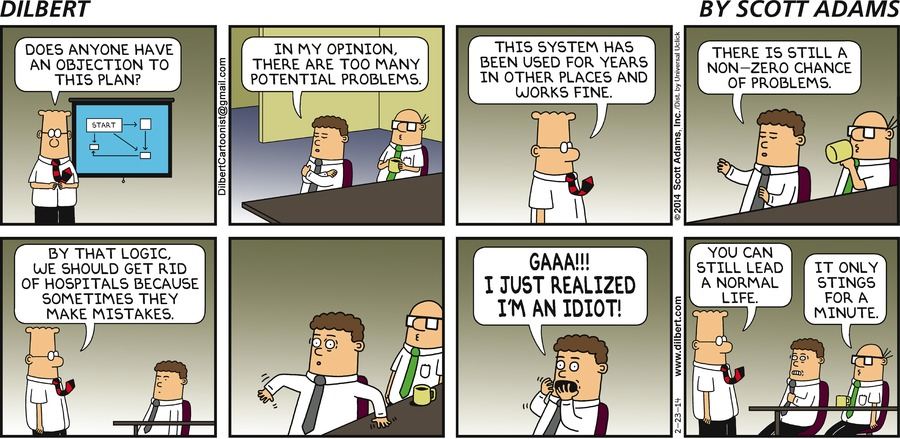 DILBERT
BY SCOTT ADAMS
DOES ANYONE HAVE
AN OBJECTION TO
THIS PLAN?
START
DilbertCartoonist@gmail.com
IN MY OPINION,
THERE ARE TOO MANY
POTENTIAL PROBLEMS.
THIS SYSTEM HAS
BEEN USED FOR YEARS
IN OTHER PLACES AND
WORKS FINE.
©2014 Scott Adams, Inc. /Dist. by Universal Uclick
THERE IS STILL A
NON-ZERO CHANCE
OF PROBLEMS.
BY THAT LOGIC,
WE SHOULD GET RID
OF HOSPITALS BECAUSE
SOMETIMES THEY
MAKE MISTAKES.
GAAA!!!
I JUST REALIZED
I'M AN IDIOT!
2-23-14 www.dilbert.com
YOU CAN
STILL LEAD
A NORMAL
LIFE.
IT ONLY
STINGS
FOR A
MINUTE.